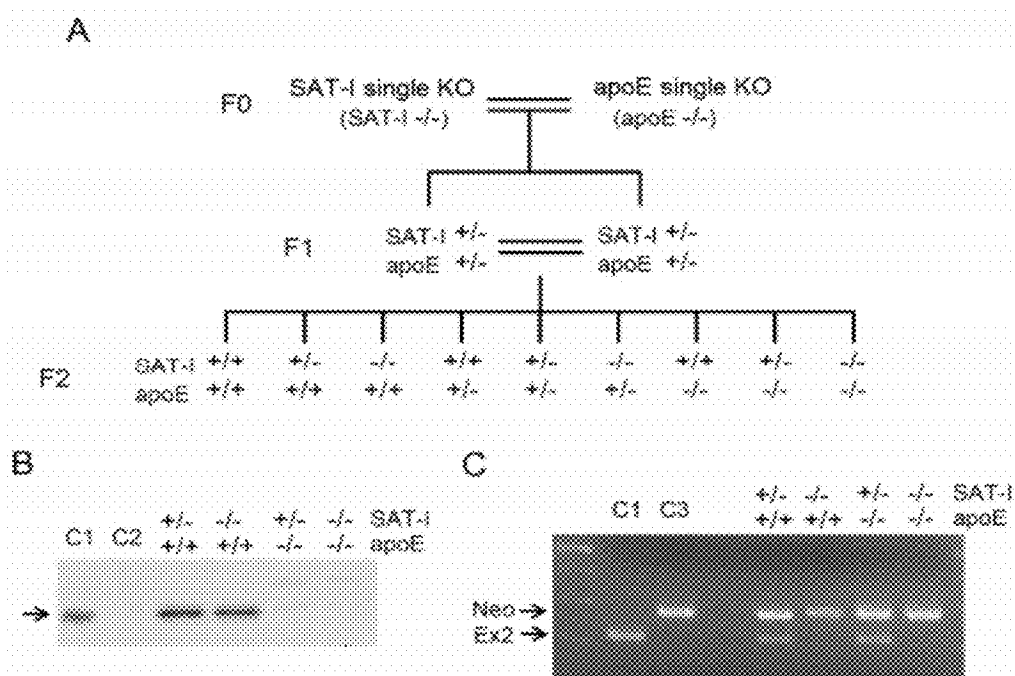 A
F0
SAT-I single KO
(SAT-I -/-)
apoE single KO
(apoE -/-)
F1
SAT-I +/-
apoE +/-
SAT-I +/-
apoE +/-
F2
SAT-I +/+ +/- -/- +/+ +/- -/- +/+ +/- -/-
apoE +/+ +/+ +/+ +/- +/- +/- -/- -/- -/-
B
C1 C2
+/- -/- +/- -/- SAT-I
+/+ +/+ -/- -/- apoE
C
C1 C3
+/- -/- +/- -/- SAT-I
+/+ +/+ -/- -/- apoE
Neo
Ex2